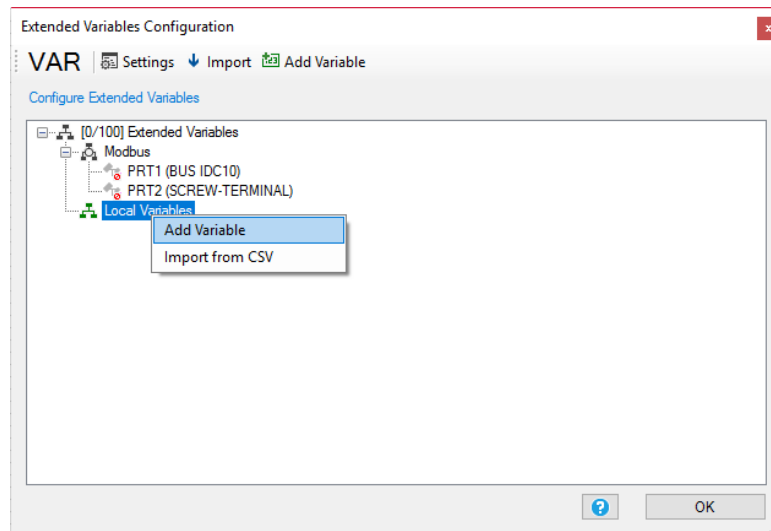 Extended Variables Configuration
VAR Settings Import Add Variable
Configure Extended Variables
[0/100] Extended Variables
Modbus
PRT1 (BUS IDC10)
PRT2 (SCREW-TERMINAL)
Local Variables
Add Variable
Import from CSV
OK